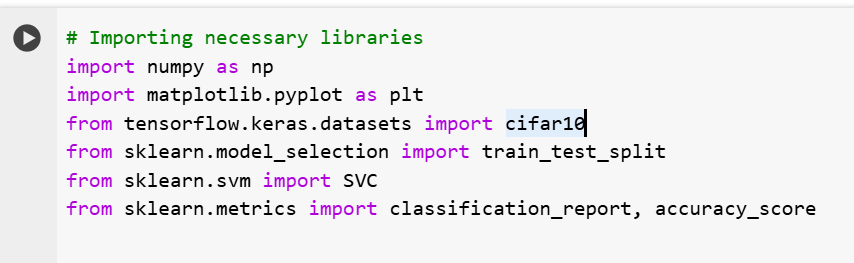 # Importing necessary libraries
import numpy as np
import matplotlib.pyplot as plt
from tensorflow.keras.datasets import cifar10
from sklearn.model_selection import train_test_split
from sklearn.svm import SVC
from sklearn.metrics import classification_report, accuracy_score